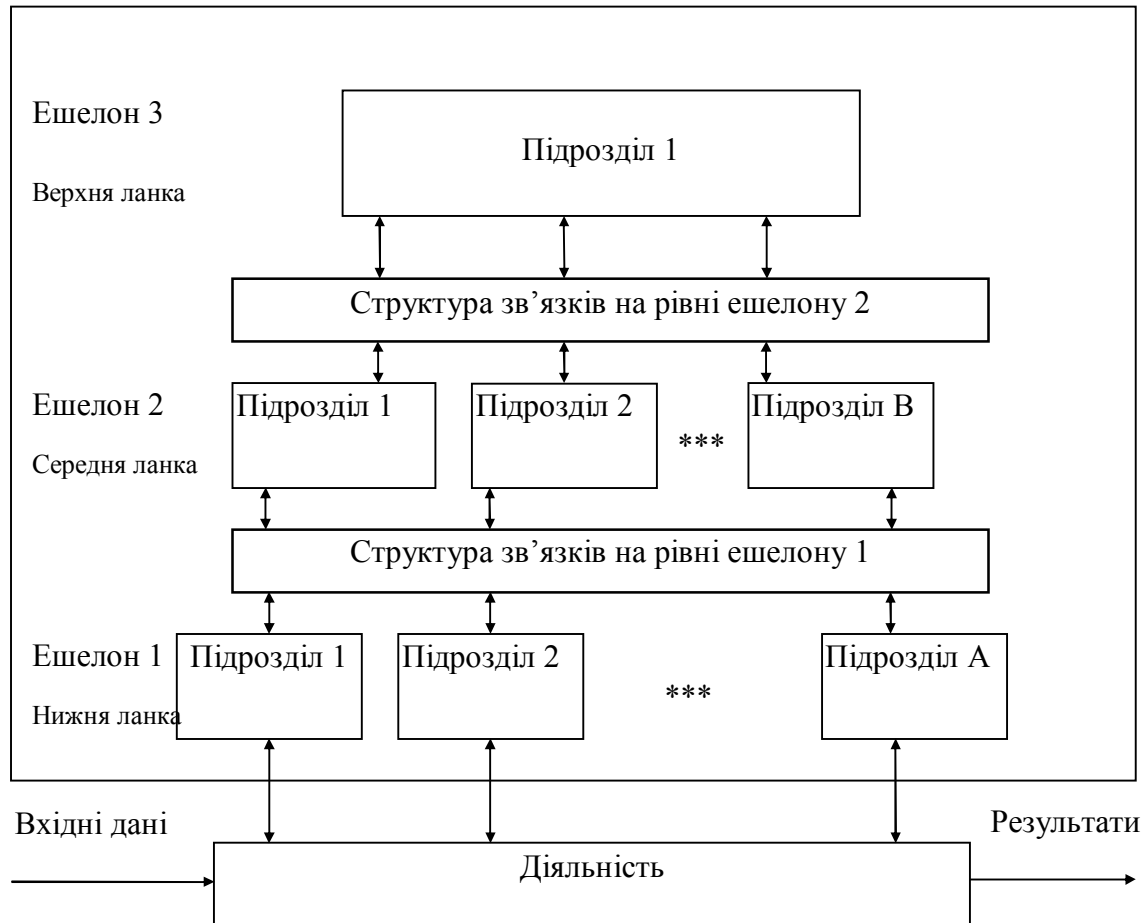 Ешелон 3
Підрозділ 1
Верхня ланка
Структура зв’язків на рівні ешелону 2
Ешелон 2
Підрозділ 1
Підрозділ 2
Підрозділ В
***
Середня ланка
Структура зв’язків на рівні ешелону 1
Ешелон 1
Підрозділ 1
Підрозділ 2
Підрозділ А
***
Нижня ланка
Вхідні дані
Результати
Діяльність